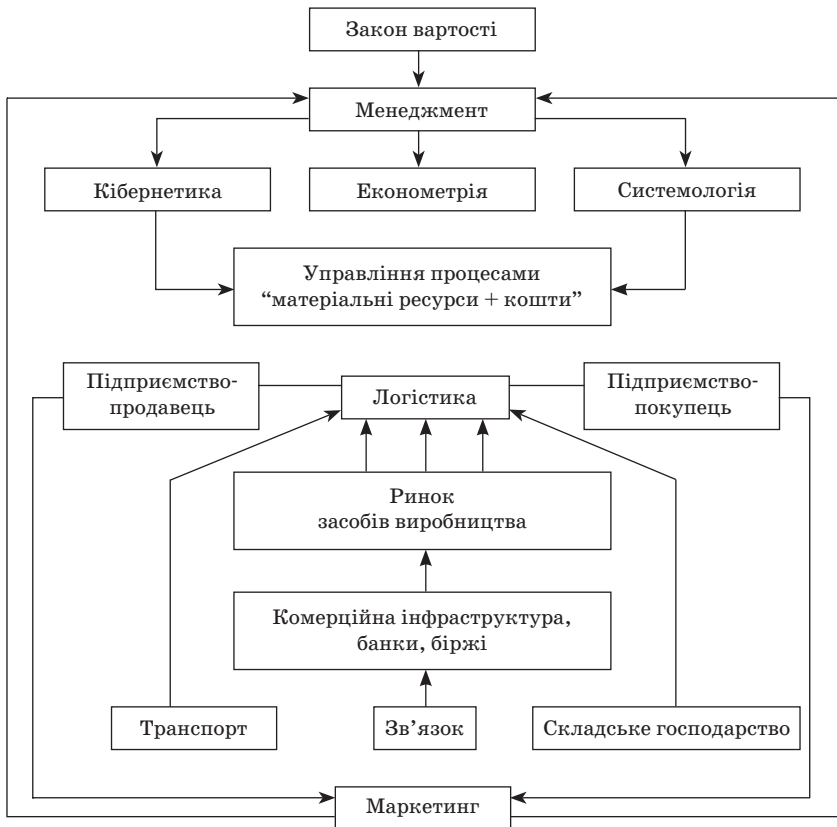 Закон вартості
Менеджмент
Кібернетика
Економетрія
Системологія
Управління процесами
“матеріальні ресурси + кошти”
Підприємство-
продавець
Логістика
Підприємство-
покупець
Ринок
засобів виробництва
Комерційна інфраструктура,
банки, біржі
Транспорт
Зв’язок
Складське господарство
Маркетинг